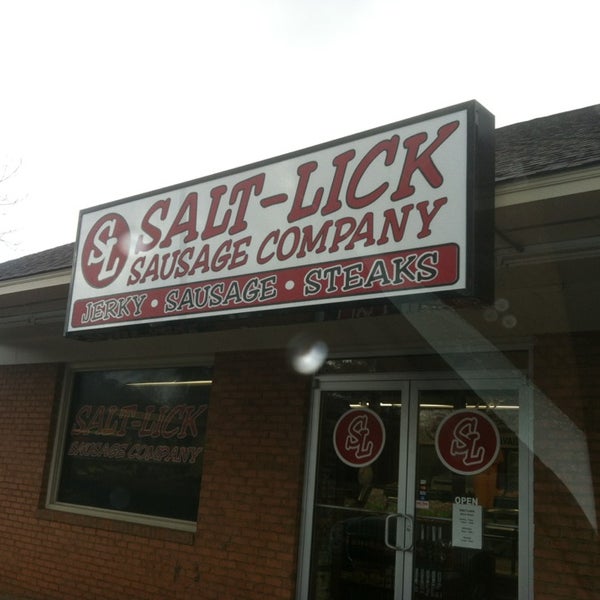 SL
SALT-LICK
SAUSAGE COMPANY
JERKY • SAUSAGE • STEAKS
SALT-LICK
SAUSAGE COMPANY
SL
SL
OPEN